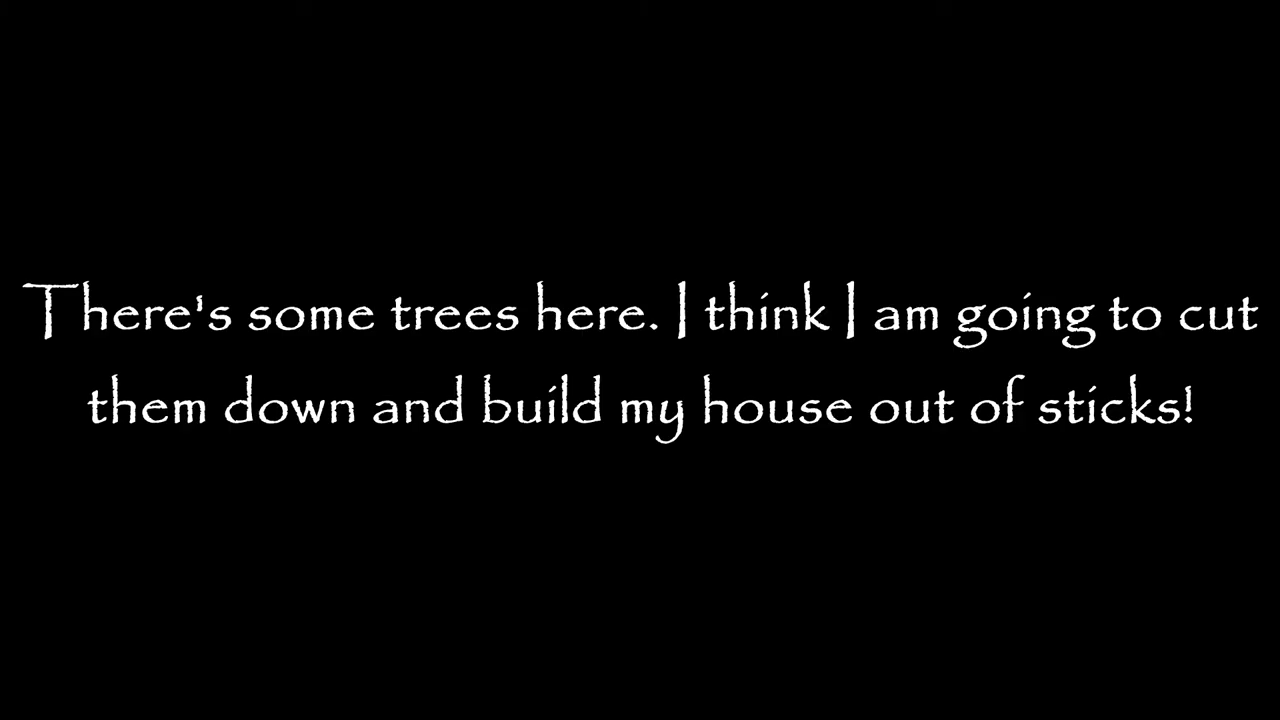 There's some trees here. I think I am going to cut
them down and build my house out of sticks!